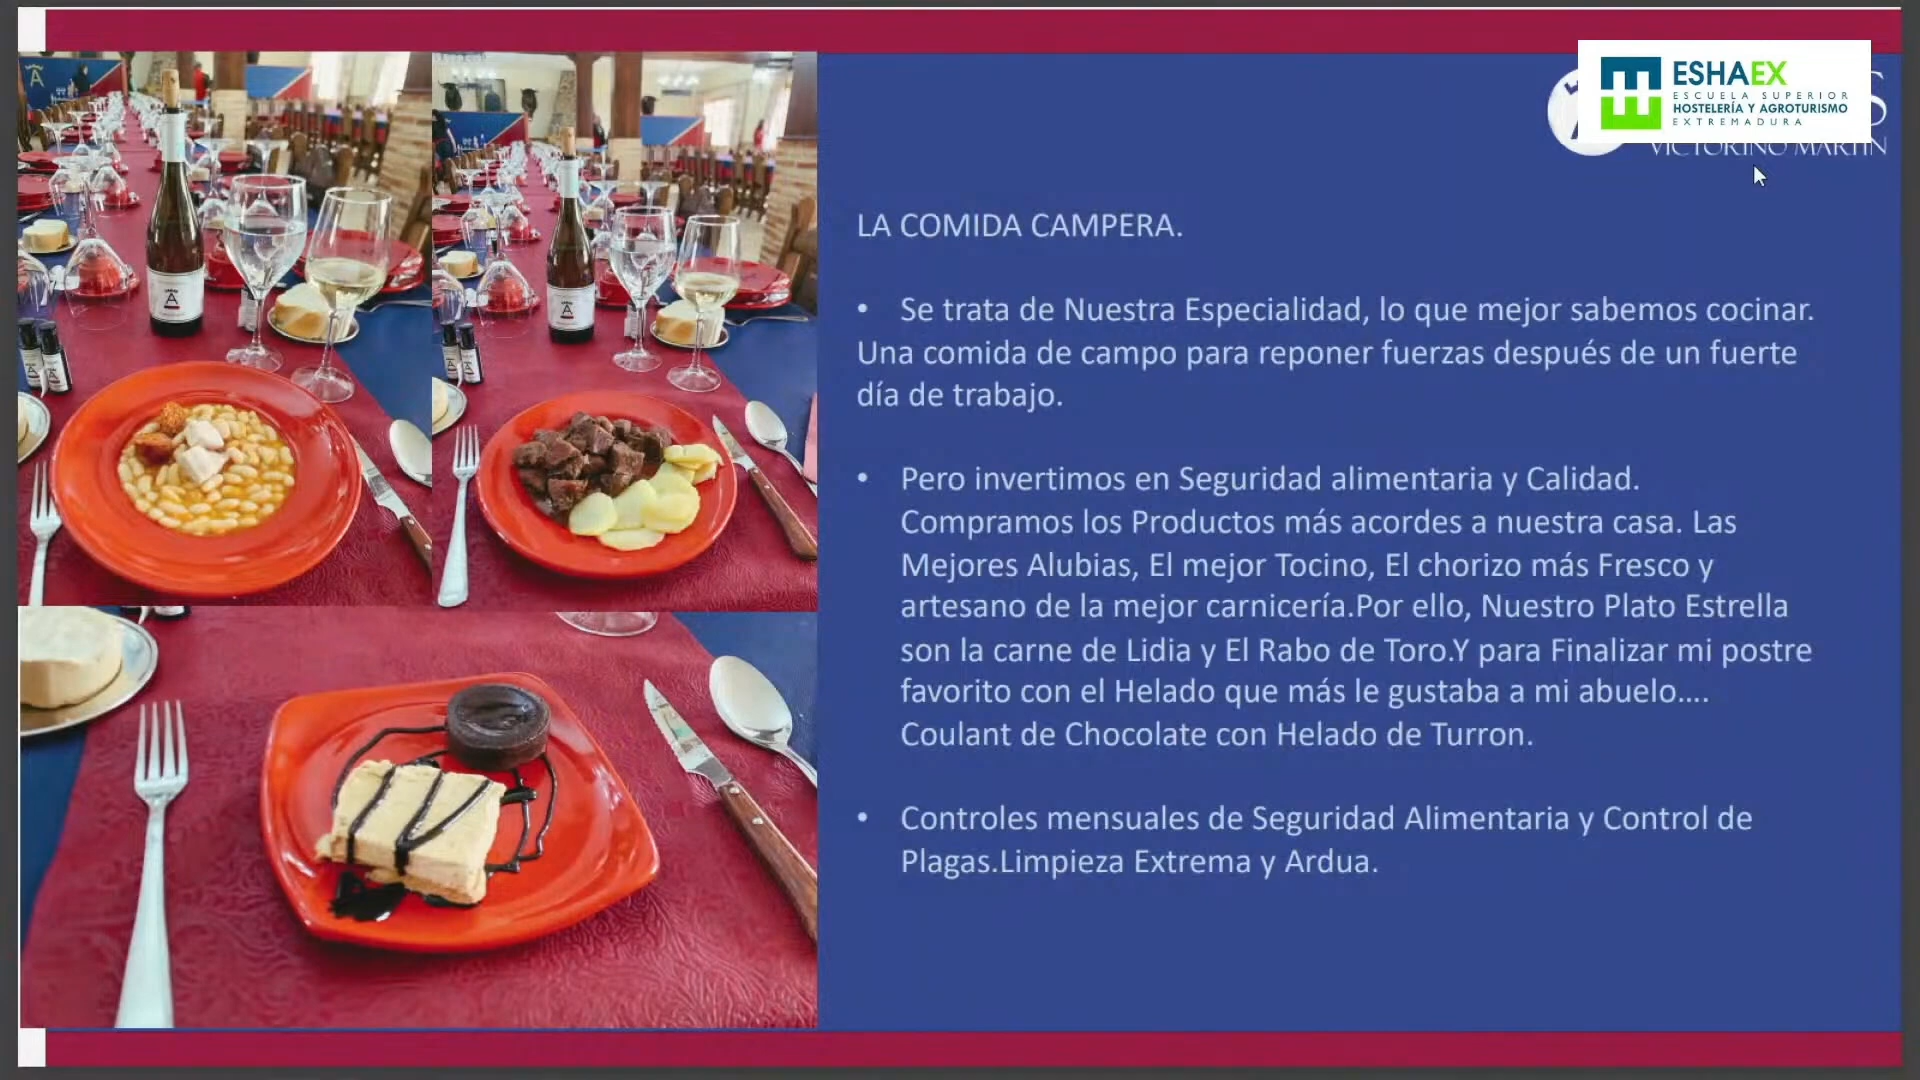 ESHAEX
ESCUELA SUPERIOR
HOSTELERÍA Y AGROTURISMO
EXTREMADURA
VICTORINO MARTÍN
LA COMIDA CAMPERA.
• Se trata de Nuestra Especialidad, lo que mejor sabemos cocinar.
Una comida de campo para reponer fuerzas después de un fuerte
día de trabajo.
• Pero invertimos en Seguridad alimentaria y Calidad.
Compramos los Productos más acordes a nuestra casa. Las
Mejores Alubias, El mejor Tocino, El chorizo más Fresco y
artesano de la mejor carnicería.Por ello, Nuestro Plato Estrella
son la carne de Lidia y El Rabo de Toro.Y para Finalizar mi postre
favorito con el Helado que más le gustaba a mi abuelo....
Coulant de Chocolate con Helado de Turron.
• Controles mensuales de Seguridad Alimentaria y Control de
Plagas.Limpieza Extrema y Ardua.